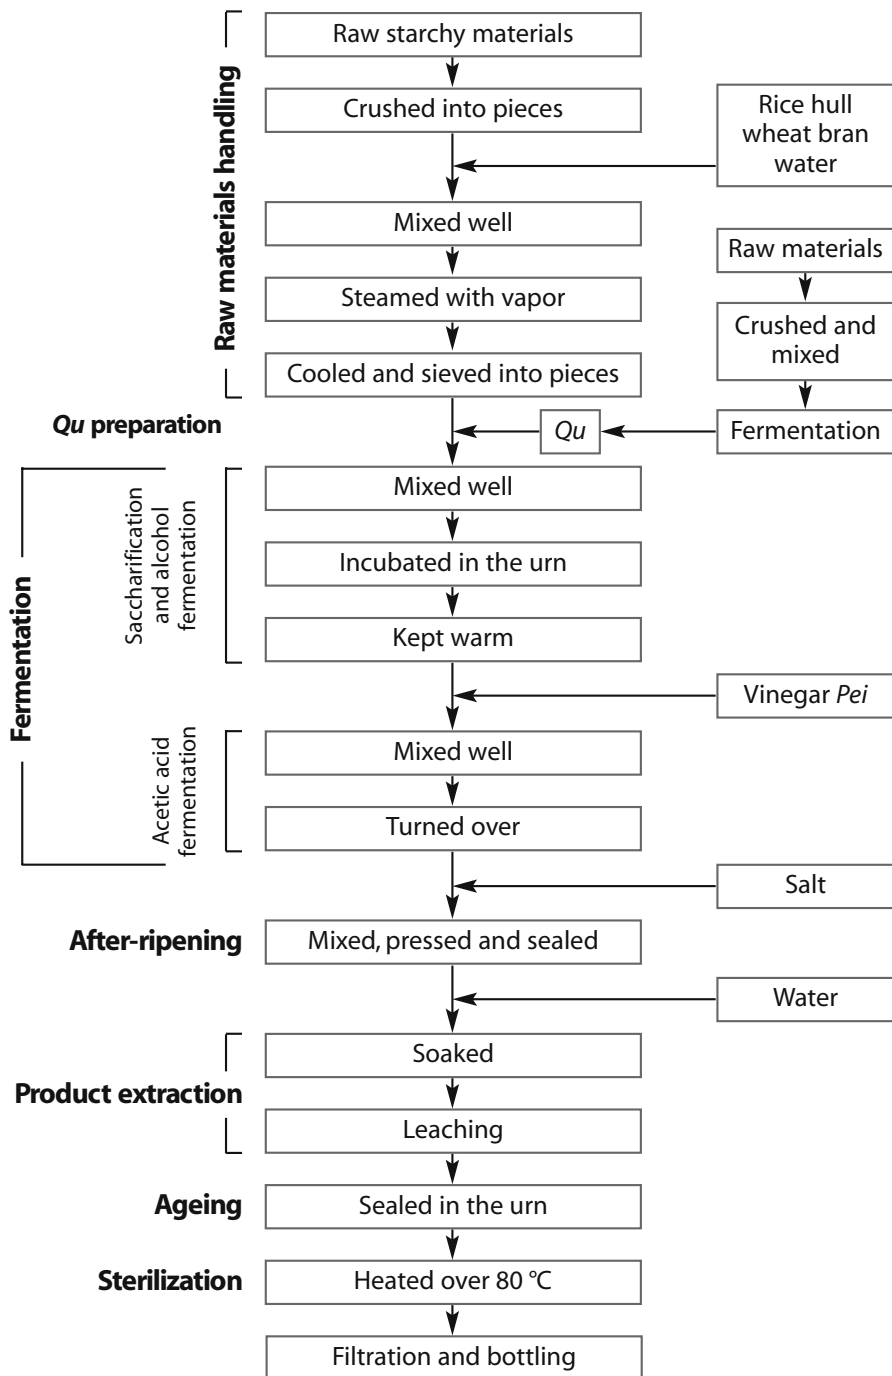 Raw materials handling
Raw starchy materials
Crushed into pieces
Rice hull
wheat bran
water
Mixed well
Raw materials
Steamed with vapor
Crushed and
mixed
Cooled and sieved into pieces
Qu preparation
Qu
Fermentation
Fermentation
Saccharification
and alcohol
fermentation
Mixed well
Incubated in the urn
Kept warm
Vinegar Pei
Acetic acid
fermentation
Mixed well
Turned over
Salt
After-ripening
Mixed, pressed and sealed
Water
Product extraction
Soaked
Leaching
Ageing
Sealed in the urn
Sterilization
Heated over 80 °C
Filtration and bottling